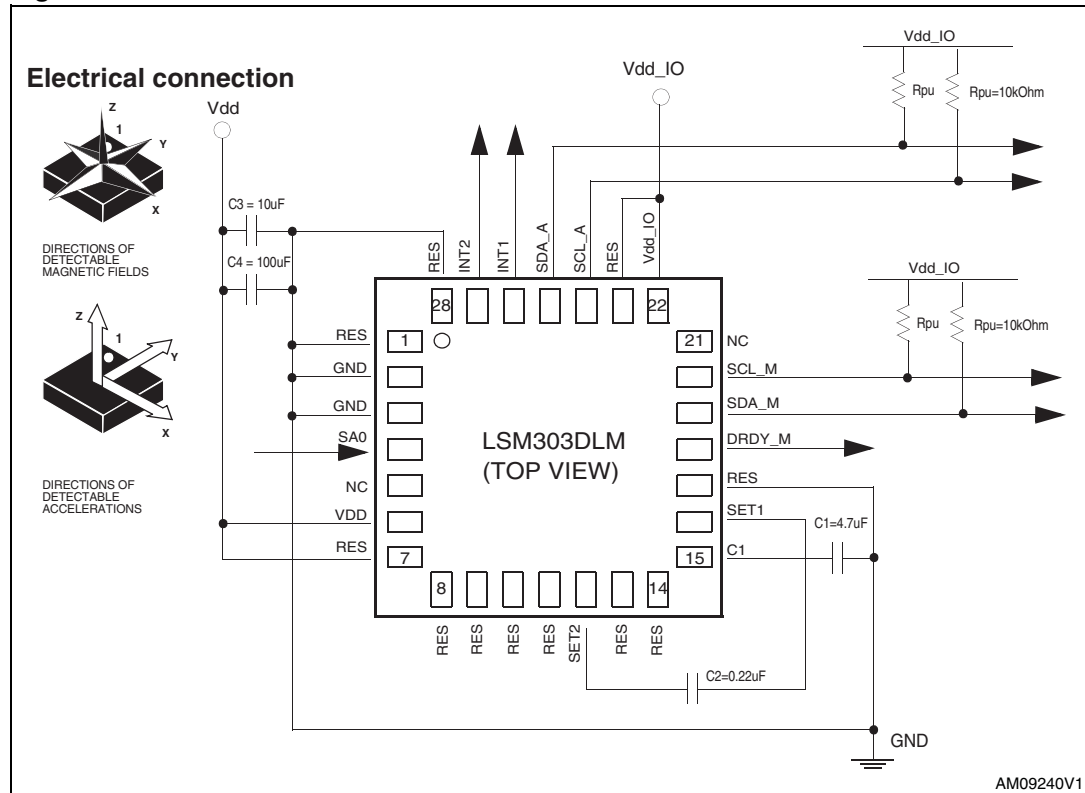 Electrical connection
Vdd
Z
1
Y
X
DIRECTIONS OF
DETECTABLE
MAGNETIC FIELDS
Z
1
Y
X
DIRECTIONS OF
DETECTABLE
ACCELERATIONS
C3 = 10uF
C4 = 100uF
Vdd_IO
Vdd_IO
Rpu
Rpu=10kOhm
RES
INT2
INT1
SDA_A
SCL_A
RES
Vdd_IO
28
22
Vdd_IO
Rpu
Rpu=10kOhm
RES
GND
GND
SA0
NC
VDD
RES
1
7
LSM303DLM
(TOP VIEW)
21
15
NC
SCL_M
SDA_M
DRDY_M
RES
SET1
C1
C1=4.7uF
8
14
RES
RES
RES
RES
SET2
RES
RES
C2=0.22uF
GND
AM09240V1